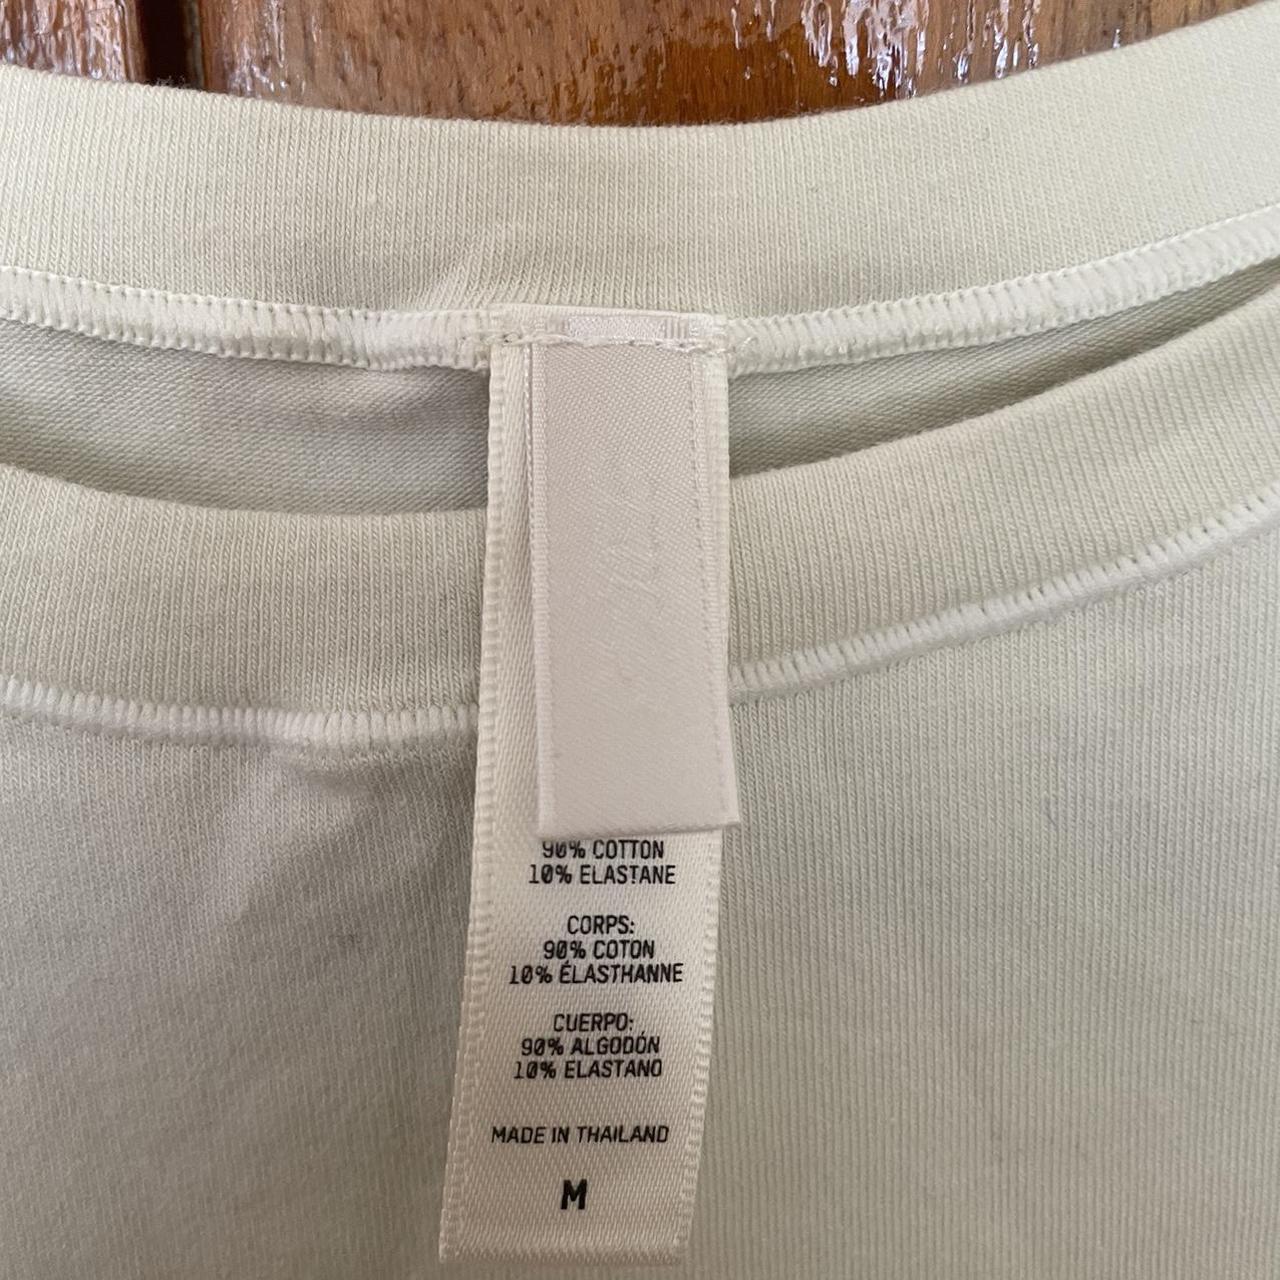 90% COTTON
10% ELASTANE
CORPS:
90% COTON
10% ÉLASTHANNE
CUERPO:
90% ALGODÓN
10% ELASTANO
MADE IN THAILAND
M